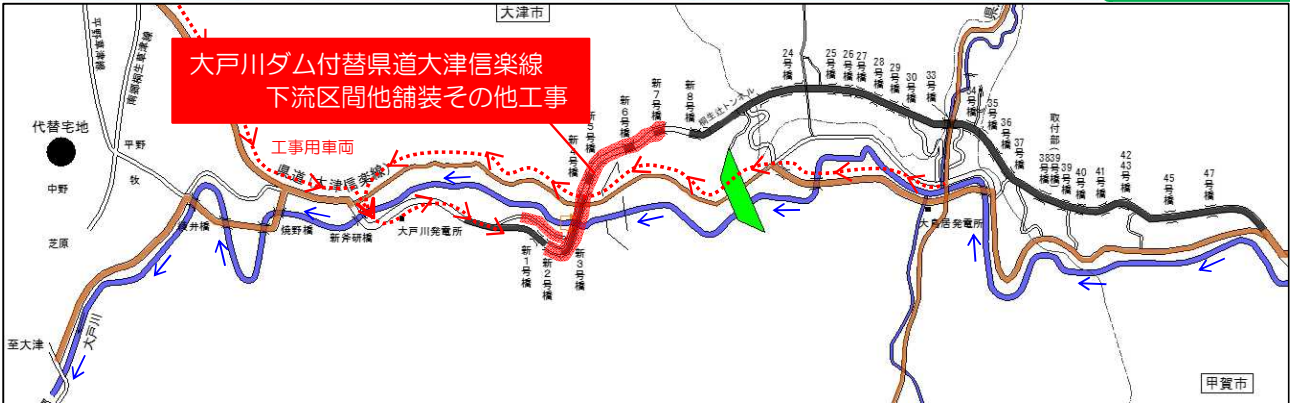 大津市
大戸川ダム付替県道大津信楽線
下流区間他舗装その他工事
代替宅地
平野
中野
牧
芝原
工事用車両
県道(大津信楽線)
焼野橋
新斧研橋
大戸川発電所
新1号橋
新2号橋
新3号橋
新4号橋
新5号橋
新6号橋
新7号橋
新8号橋
桐生辻トンネル
24号橋
25号橋
26号橋
27号橋
28号橋
29号橋
30号橋
33号橋
34号橋
35号橋
36号橋
37号橋
取付部(39号橋)
38号橋
39号橋
40号橋
41号橋
42
43号橋
45号橋
47号橋
大鳥居発電所
大戸川
至大津
甲賀市